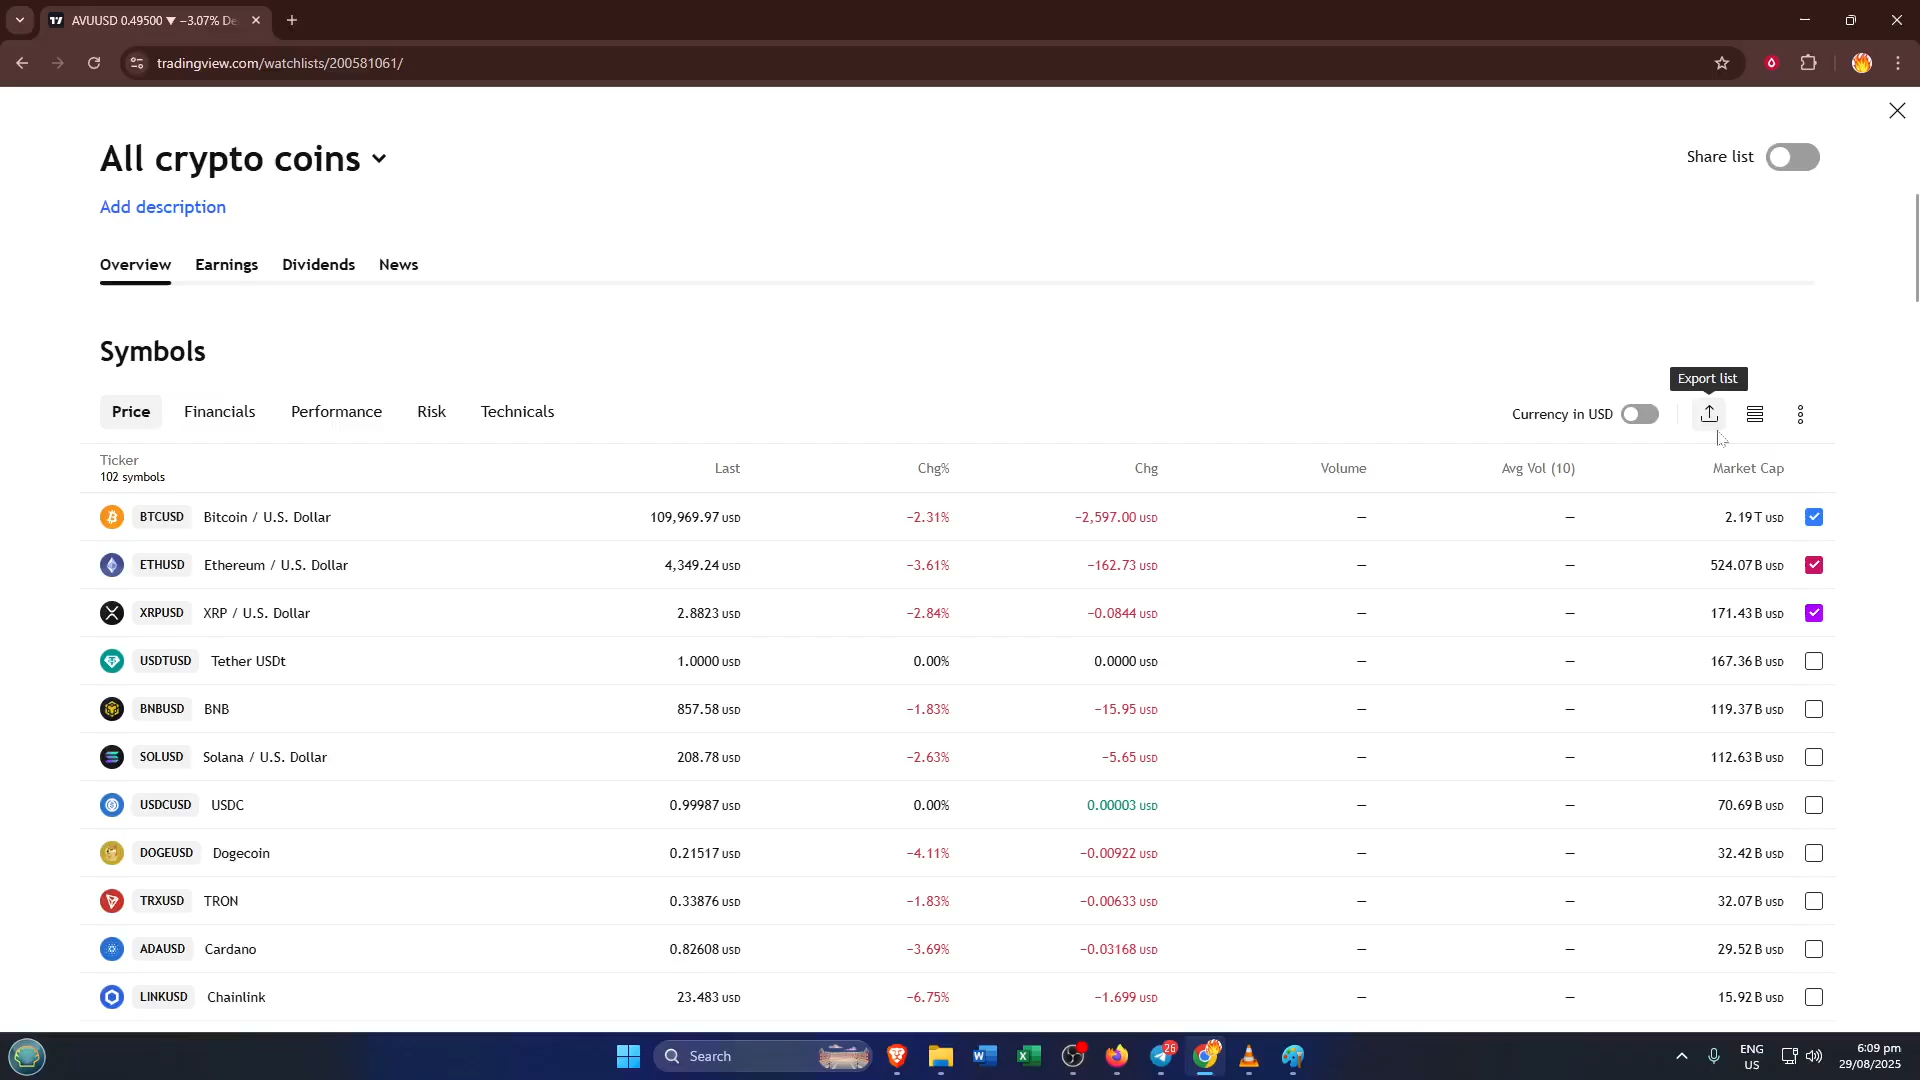 AVUUSD 0.49500 ▼ −3.07% De
tradingview.com/watchlists/200581061/
All crypto coins
Share list
Add description
Overview Earnings Dividends News
Symbols
Export list
Price Financials Performance Risk Technicals Currency in USD
Ticker Last Chg% Chg Volume Avg Vol (10) Market Cap
102 symbols
BTCUSD Bitcoin / U.S. Dollar 109,969.97 USD −2.31% −2,597.00 USD — — 2.19 T USD
ETHUSD Ethereum / U.S. Dollar 4,349.24 USD −3.61% −162.73 USD — — 524.07 B USD
XRPUSD XRP / U.S. Dollar 2.8823 USD −2.84% −0.0844 USD — — 171.43 B USD
USDTUSD Tether USDt 1.0000 USD 0.00% 0.0000 USD — — 167.36 B USD
BNBUSD BNB 857.58 USD −1.83% −15.95 USD — — 119.37 B USD
SOLUSD Solana / U.S. Dollar 208.78 USD −2.63% −5.65 USD — — 112.63 B USD
USDCUSD USDC 0.99987 USD 0.00% 0.00003 USD — — 70.69 B USD
DOGEUSD Dogecoin 0.21517 USD −4.11% −0.00922 USD — — 32.42 B USD
TRXUSD TRON 0.33876 USD −1.83% −0.00633 USD — — 32.07 B USD
ADAUSD Cardano 0.82608 USD −3.69% −0.03168 USD — — 29.52 B USD
LINKUSD Chainlink 23.483 USD −6.75% −1.699 USD — — 15.92 B USD
Search
26
ENG
US
6:09 pm
29/08/2025